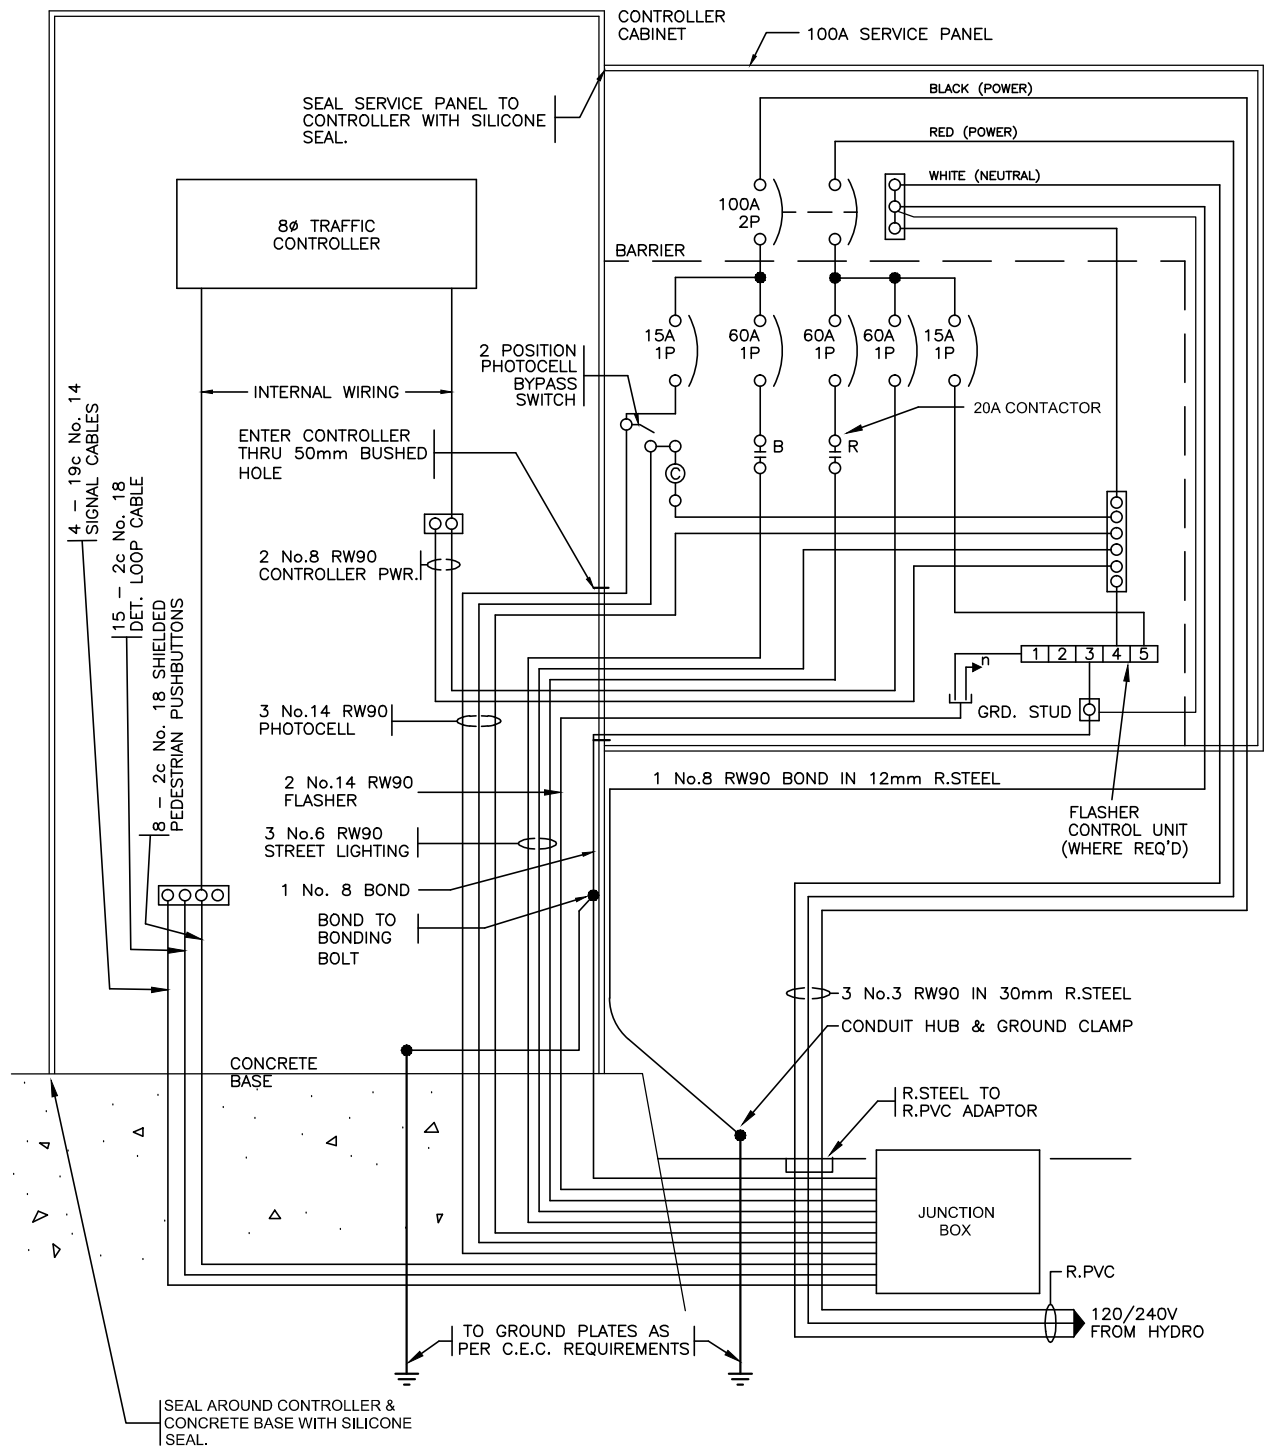 CONTROLLER
CABINET
100A SERVICE PANEL
BLACK (POWER)
SEAL SERVICE PANEL TO
CONTROLLER WITH SILICONE
SEAL.
RED (POWER)
WHITE (NEUTRAL)
100A
2P
8ø TRAFFIC
CONTROLLER
BARRIER
15A
1P
60A
1P
60A
1P
60A
1P
15A
1P
2 POSITION
PHOTOCELL
BYPASS
SWITCH
INTERNAL WIRING
20A CONTACTOR
4 - 19c No. 14
SIGNAL CABLES
ENTER CONTROLLER
THRU 50mm BUSHED
HOLE
B
R
C
15 - 2c No. 18
DET. LOOP CABLE
2 No.8 RW90
CONTROLLER PWR.
8 - 2c No. 18 SHIELDED
PEDESTRIAN PUSHBUTTONS
n
1 2 3 4 5
3 No.14 RW90
PHOTOCELL
GRD. STUD
2 No.14 RW90
FLASHER
1 No.8 RW90 BOND IN 12mm R.STEEL
FLASHER
CONTROL UNIT
(WHERE REQ'D)
3 No.6 RW90
STREET LIGHTING
1 No. 8 BOND
BOND TO
BONDING
BOLT
3 No.3 RW90 IN 30mm R.STEEL
CONDUIT HUB & GROUND CLAMP
CONCRETE
BASE
R.STEEL TO
R.PVC ADAPTOR
JUNCTION
BOX
R.PVC
120/240V
FROM HYDRO
TO GROUND PLATES AS
PER C.E.C. REQUIREMENTS
SEAL AROUND CONTROLLER &
CONCRETE BASE WITH SILICONE
SEAL.